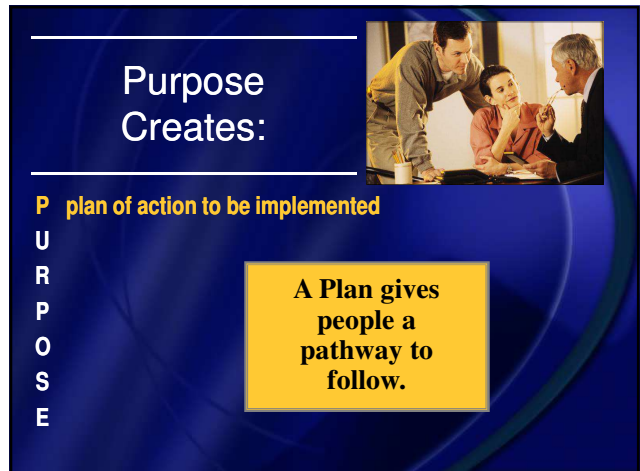 Purpose
Creates:
P plan of action to be implemented
U
R
P
O
S
E
A Plan gives
people a
pathway to
follow.